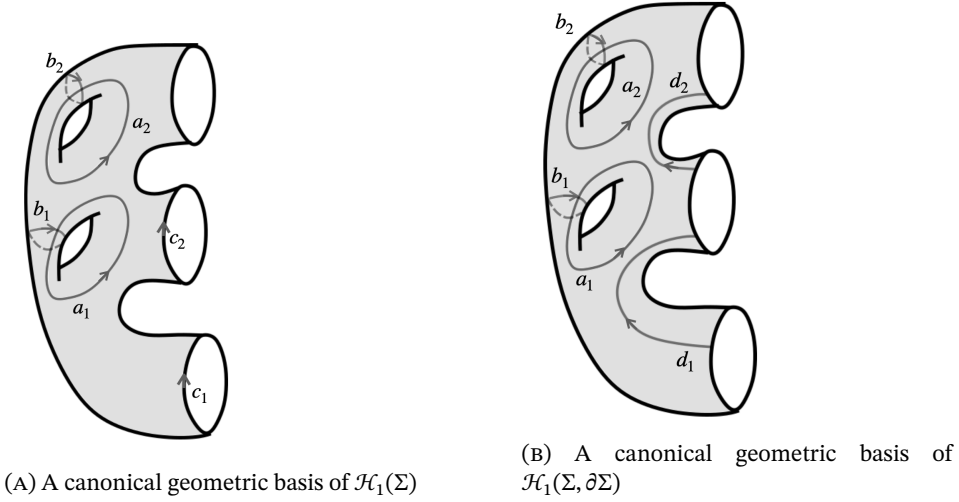 b₂
a₂
b₁
c₂
a₁
c₁
(A) A canonical geometric basis of ℋ₁(Σ)
b₂
a₂
d₂
b₁
a₁
d₁
(B) A canonical geometric basis of
ℋ₁(Σ, ∂Σ)